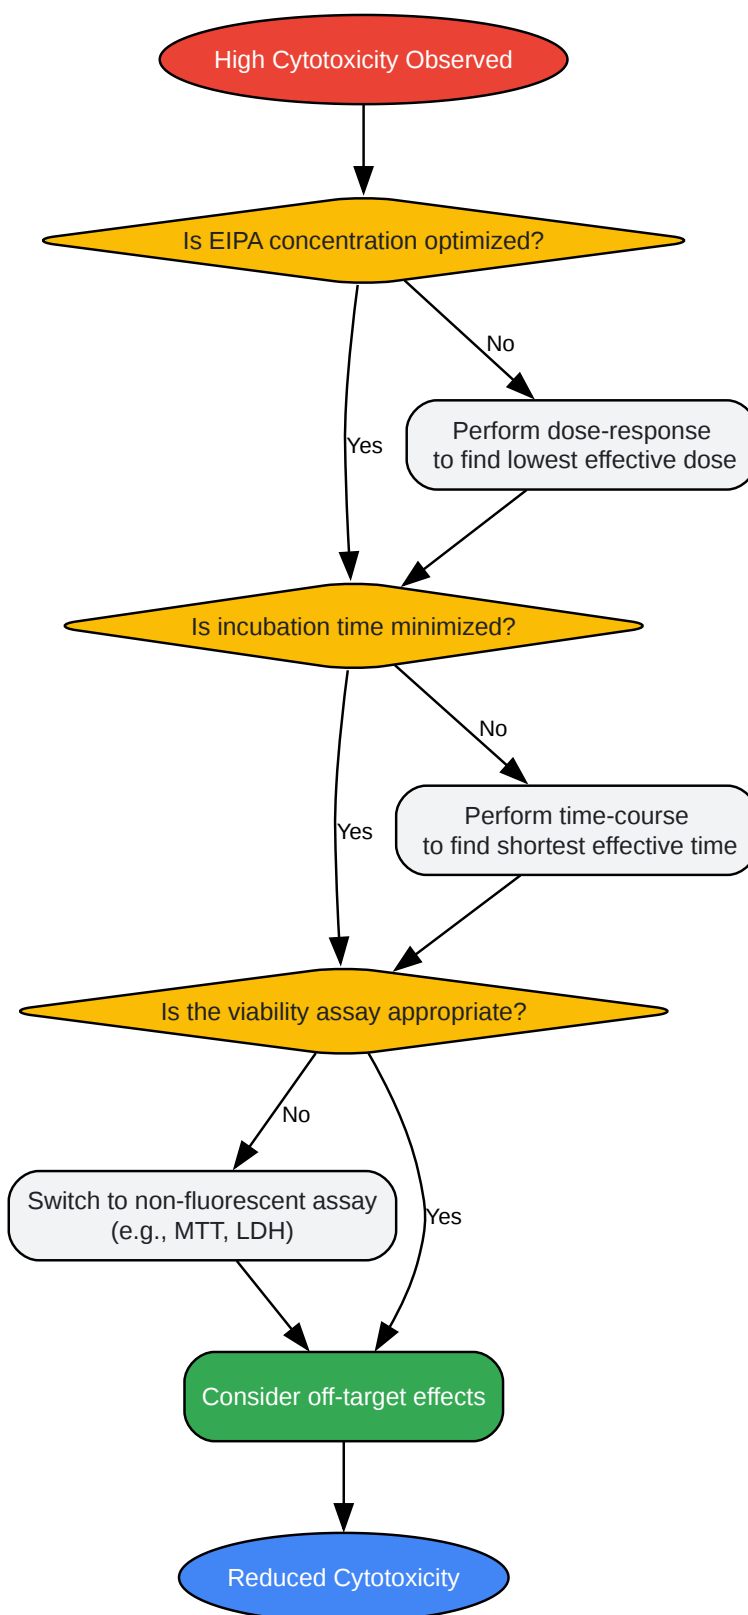 High Cytotoxicity Observed
Is EIPA concentration optimized?
No
Perform dose-response
to find lowest effective dose
Yes
Is incubation time minimized?
No
Perform time-course
to find shortest effective time
Yes
Is the viability assay appropriate?
No
Switch to non-fluorescent assay
(e.g., MTT, LDH)
Yes
Consider off-target effects
Reduced Cytotoxicity